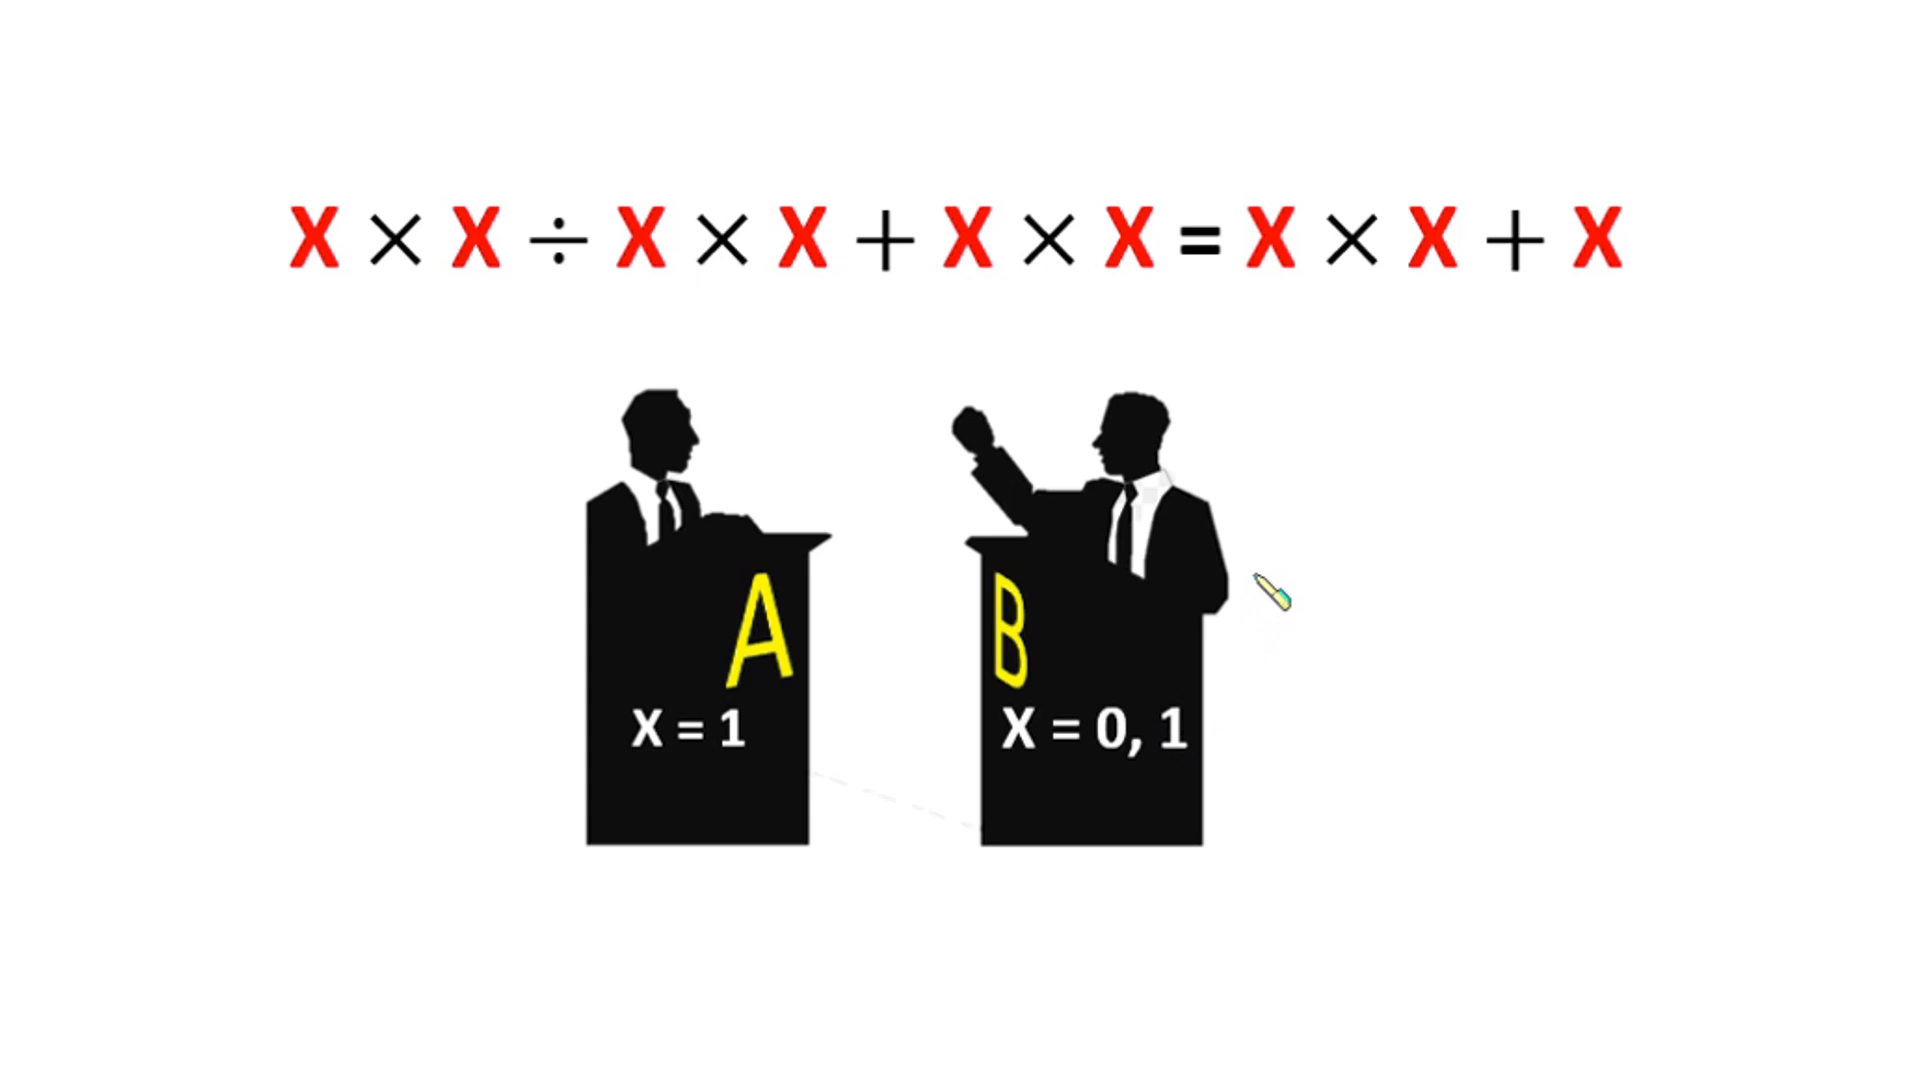 X × X ÷ X × X + X × X = X × X + X
A
B
X = 1
X = 0, 1